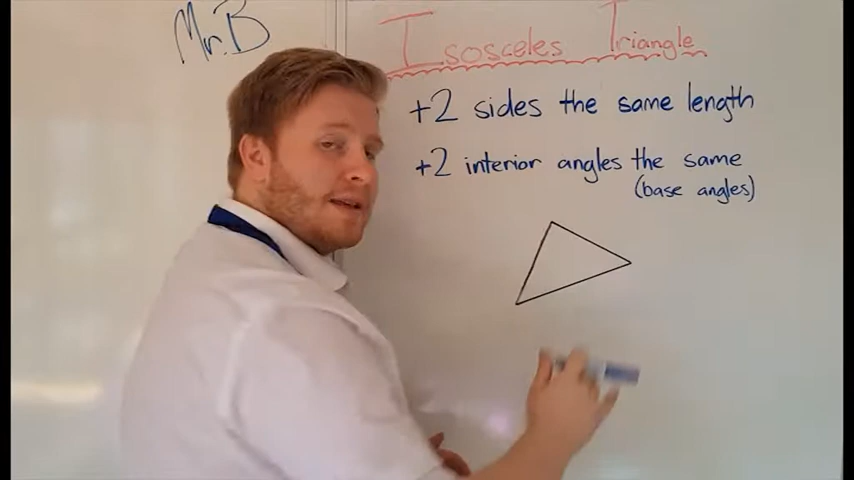 Mr. B
Isosceles Triangle
+2 sides the same length
+2 interior angles the same
(base angles)